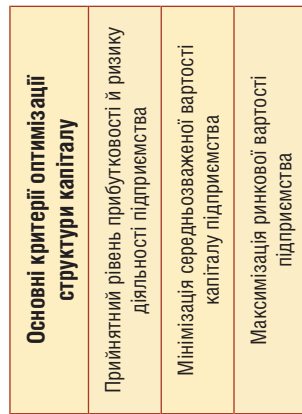 Основні критерії оптимізації
структури капіталу
Прийнятний рівень прибутковості й ризику
діяльності підприємства
Мінімізація середньозваженої вартості
капіталу підприємства
Максимізація ринкової вартості
підприємства